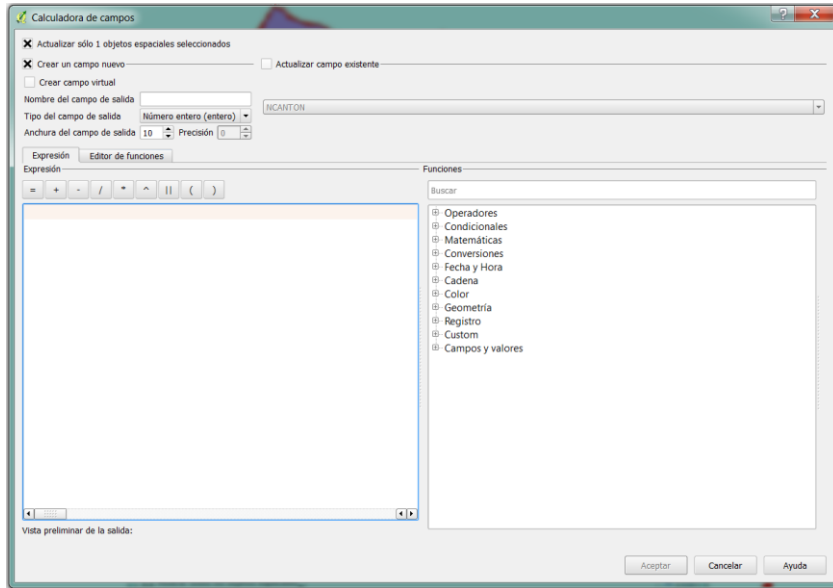 Calculadora de campos
Actualizar sólo 1 objetos espaciales seleccionados
Crear un campo nuevo
Actualizar campo existente
Crear campo virtual
Nombre del campo de salida
NCANTON
Tipo del campo de salida Número entero (entero)
Anchura del campo de salida 10 Precisión 0
Expresión Editor de funciones
Expresión Funciones
= + - / * ^ || ( )
Buscar
Operadores
Condicionales
Matemáticas
Conversiones
Fecha y Hora
Cadena
Color
Geometría
Registro
Custom
Campos y valores
Vista preliminar de la salida:
Aceptar Cancelar Ayuda